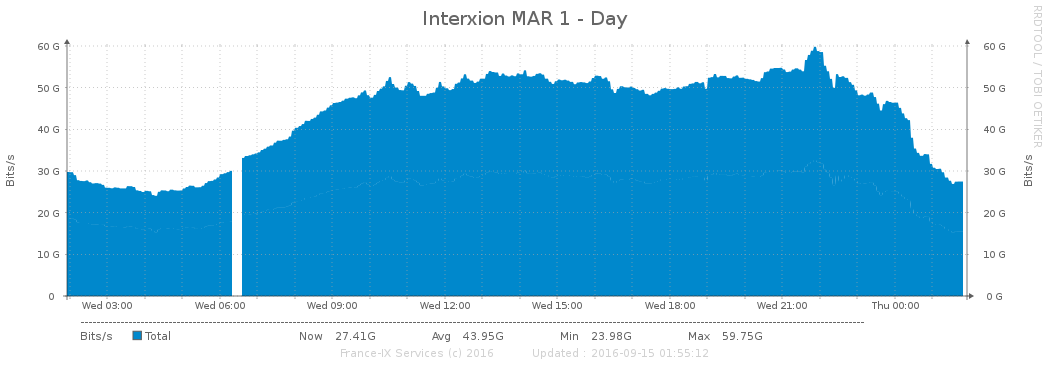 Interxion MAR 1 - Day
RRDTOOL / TOBI OETIKER
60 G 60 G
50 G 50 G
40 G 40 G
30 G 30 G
20 G 20 G
10 G 10 G
0 0 G
Bits/s
Bits/s
Wed 03:00 Wed 06:00 Wed 09:00 Wed 12:00 Wed 15:00 Wed 18:00 Wed 21:00 Thu 00:00
Bits/s Total Now 27.41G Avg 43.95G Min 23.98G Max 59.75G
France-IX Services (c) 2016 Updated : 2016-09-15 01:55:12